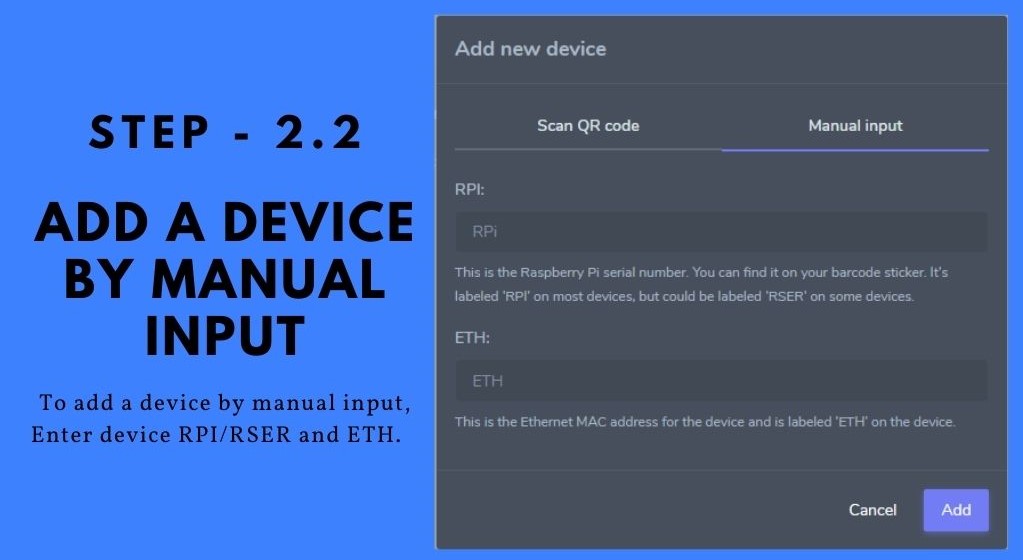 STEP - 2.2
ADD A DEVICE
BY MANUAL
INPUT
To add a device by manual input,
Enter device RPI/RSER and ETH.
Add new device
Scan QR code
Manual input
RPI:
RPi
This is the Raspberry Pi serial number. You can find it on your barcode sticker. It's
labeled 'RPI' on most devices, but could be labeled 'RSER' on some devices.
ETH:
ETH
This is the Ethernet MAC address for the device and is labeled 'ETH' on the device.
Cancel
Add